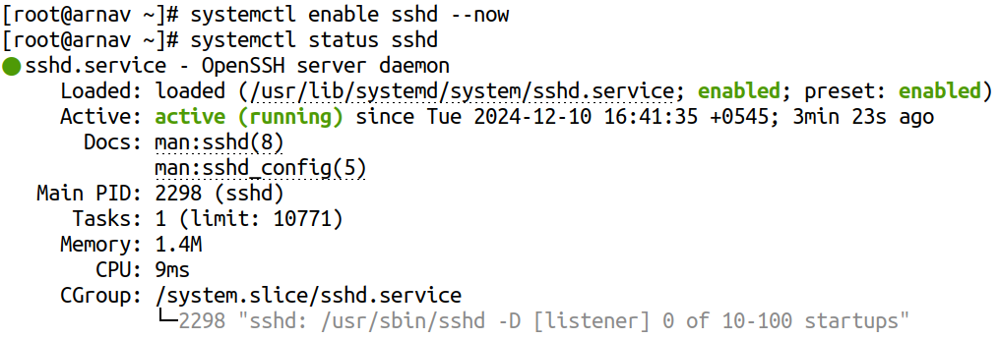 [root@arnav ~]# systemctl enable sshd --now
[root@arnav ~]# systemctl status sshd
● sshd.service - OpenSSH server daemon
     Loaded: loaded (/usr/lib/systemd/system/sshd.service; enabled; preset: enabled)
     Active: active (running) since Tue 2024-12-10 16:41:35 +0545; 3min 23s ago
       Docs: man:sshd(8)
             man:sshd_config(5)
   Main PID: 2298 (sshd)
      Tasks: 1 (limit: 10771)
     Memory: 1.4M
        CPU: 9ms
     CGroup: /system.slice/sshd.service
             └─2298 "sshd: /usr/sbin/sshd -D [listener] 0 of 10-100 startups"